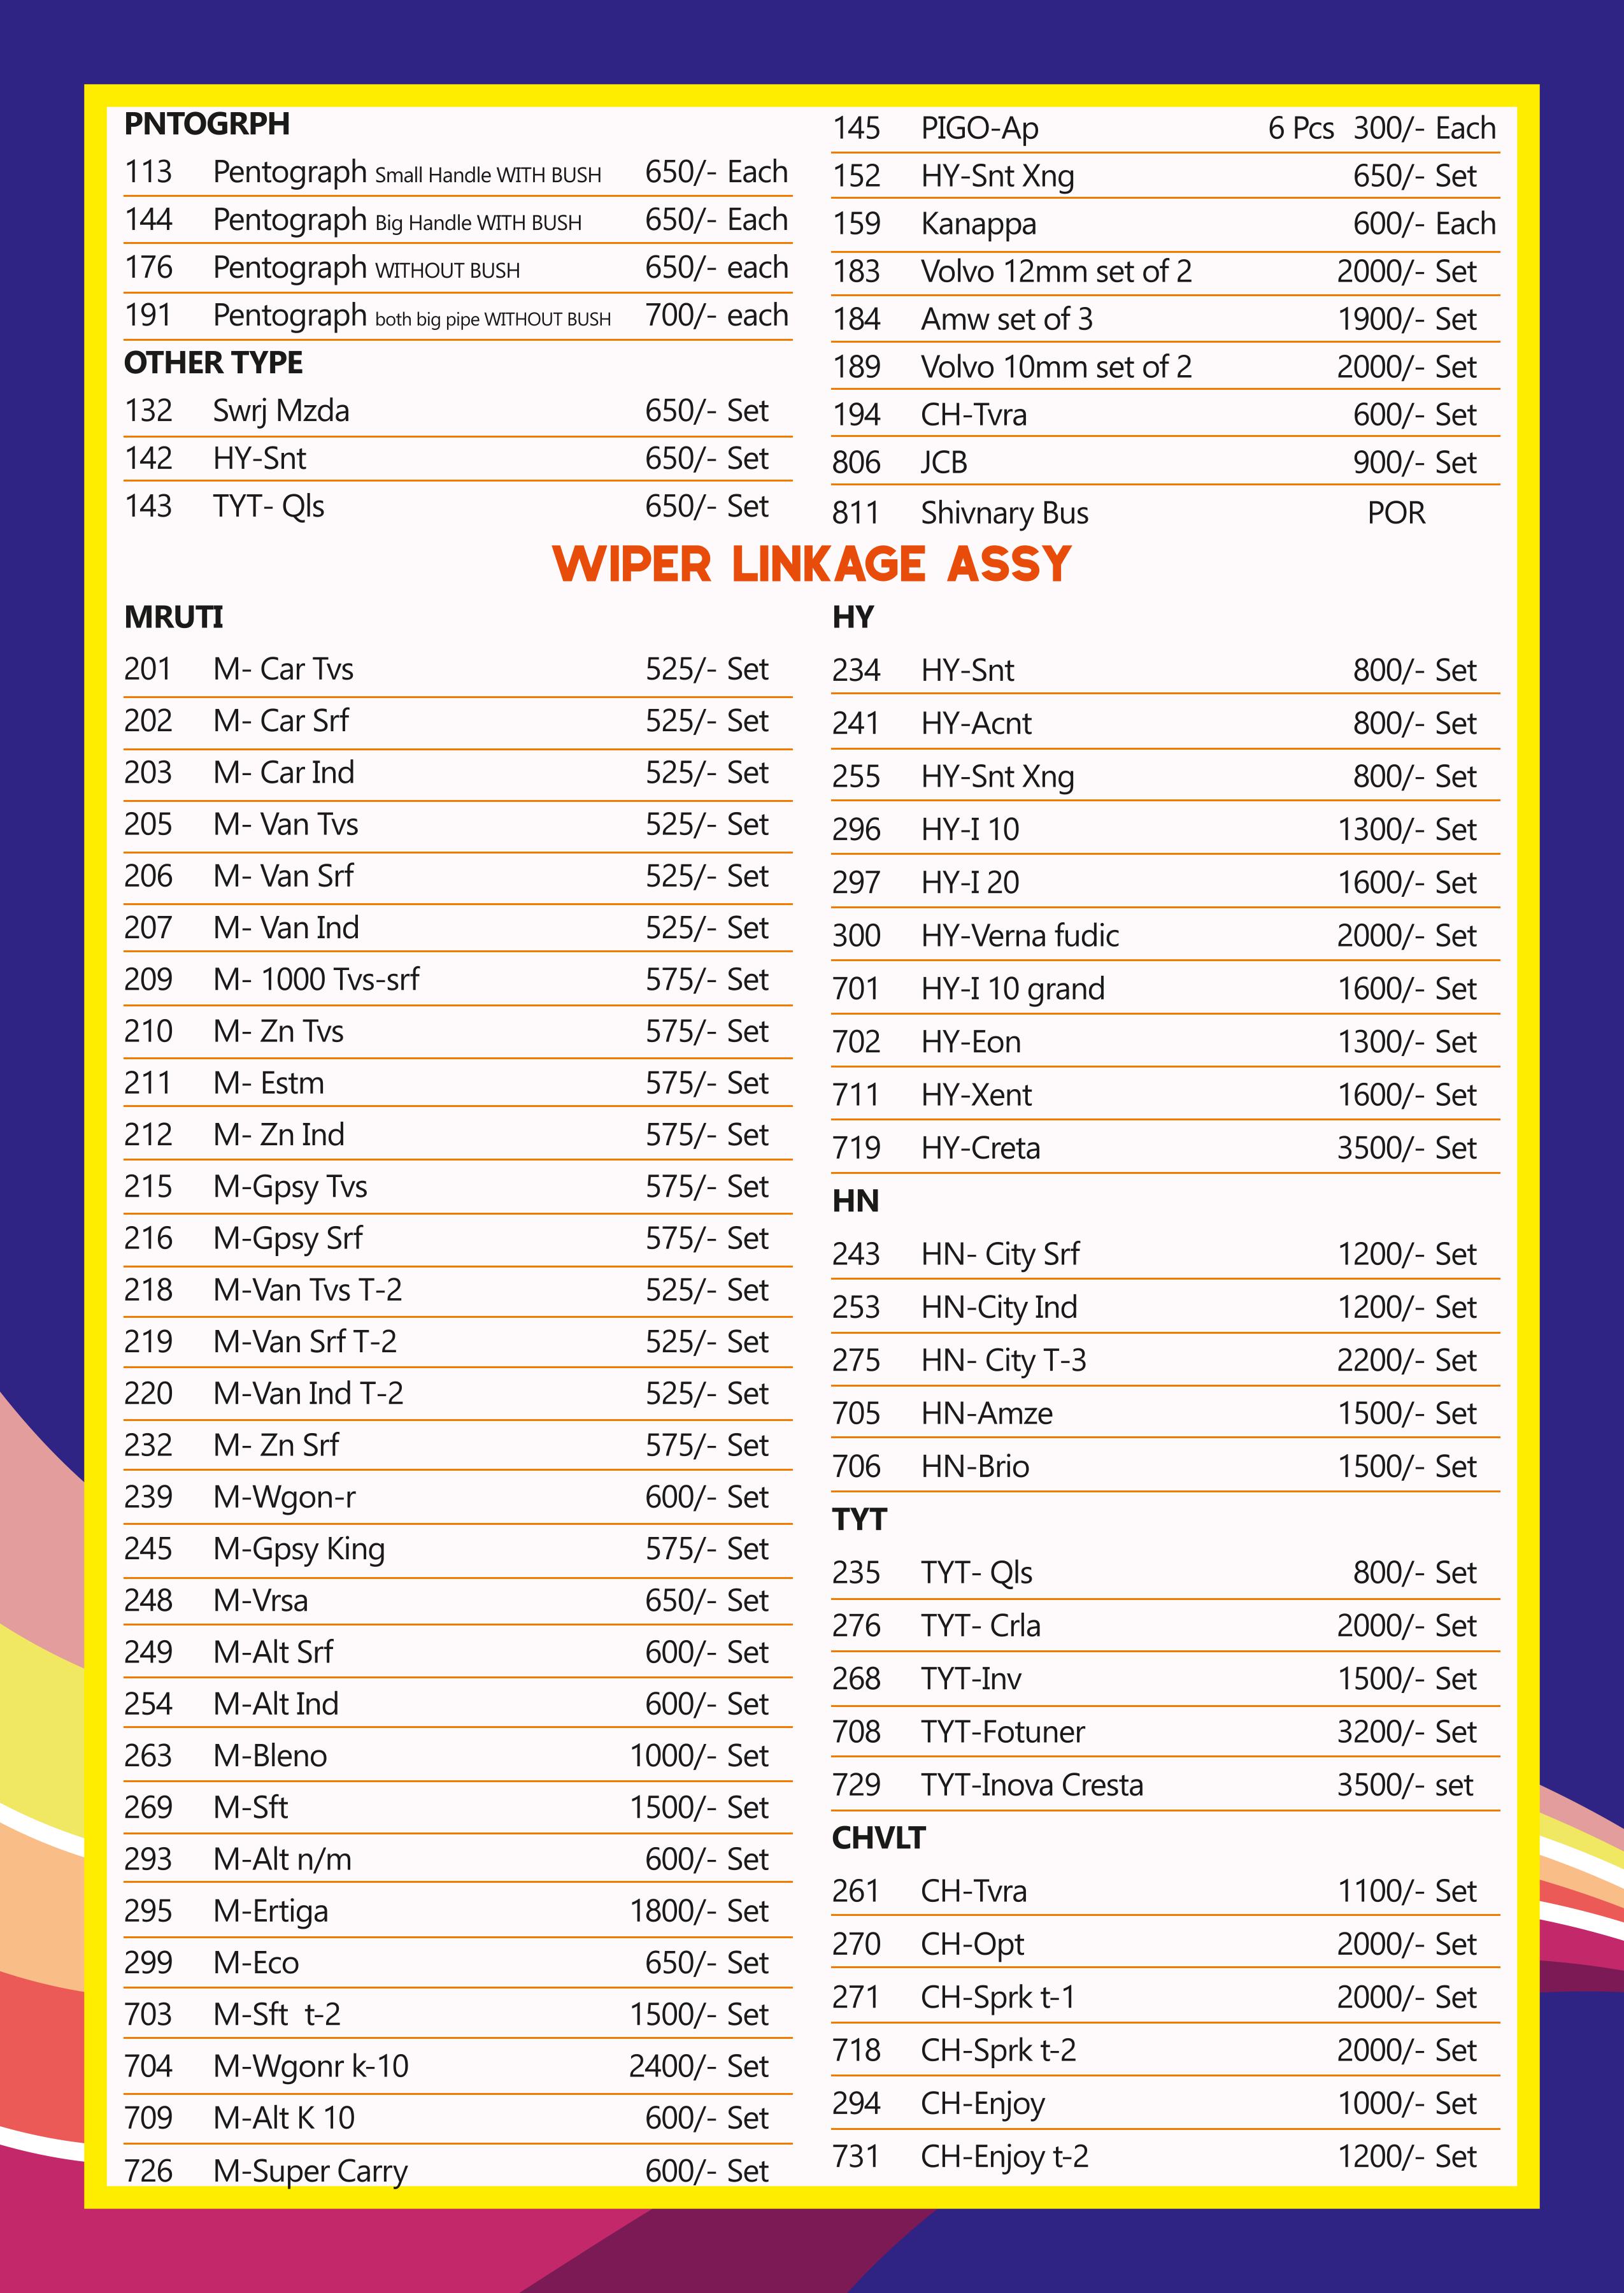 PNTOGRPH
113 Pentograph Small Handle WITH BUSH 650/- Each
144 Pentograph Big Handle WITH BUSH 650/- Each
176 Pentograph WITHOUT BUSH 650/- each
191 Pentograph both big pipe WITHOUT BUSH 700/- each
OTHER TYPE
132 Swrj Mzda 650/- Set
142 HY-Snt 650/- Set
143 TYT- Qls 650/- Set
145 PIGO-Ap 6 Pcs 300/- Each
152 HY-Snt Xng 650/- Set
159 Kanappa 600/- Each
183 Volvo 12mm set of 2 2000/- Set
184 Amw set of 3 1900/- Set
189 Volvo 10mm set of 2 2000/- Set
194 CH-Tvra 600/- Set
806 JCB 900/- Set
811 Shivnary Bus POR
WIPER LINKAGE ASSY
MRUTI
201 M- Car Tvs 525/- Set
202 M- Car Srf 525/- Set
203 M- Car Ind 525/- Set
205 M- Van Tvs 525/- Set
206 M- Van Srf 525/- Set
207 M- Van Ind 525/- Set
209 M- 1000 Tvs-srf 575/- Set
210 M- Zn Tvs 575/- Set
211 M- Estm 575/- Set
212 M- Zn Ind 575/- Set
215 M-Gpsy Tvs 575/- Set
216 M-Gpsy Srf 575/- Set
218 M-Van Tvs T-2 525/- Set
219 M-Van Srf T-2 525/- Set
220 M-Van Ind T-2 525/- Set
232 M- Zn Srf 575/- Set
239 M-Wgon-r 600/- Set
245 M-Gpsy King 575/- Set
248 M-Vrsa 650/- Set
249 M-Alt Srf 600/- Set
254 M-Alt Ind 600/- Set
263 M-Bleno 1000/- Set
269 M-Sft 1500/- Set
293 M-Alt n/m 600/- Set
295 M-Ertiga 1800/- Set
299 M-Eco 650/- Set
703 M-Sft t-2 1500/- Set
704 M-Wgonr k-10 2400/- Set
709 M-Alt K 10 600/- Set
726 M-Super Carry 600/- Set
HY
234 HY-Snt 800/- Set
241 HY-Acnt 800/- Set
255 HY-Snt Xng 800/- Set
296 HY-I 10 1300/- Set
297 HY-I 20 1600/- Set
300 HY-Verna fudic 2000/- Set
701 HY-I 10 grand 1600/- Set
702 HY-Eon 1300/- Set
711 HY-Xent 1600/- Set
719 HY-Creta 3500/- Set
HN
243 HN- City Srf 1200/- Set
253 HN-City Ind 1200/- Set
275 HN- City T-3 2200/- Set
705 HN-Amze 1500/- Set
706 HN-Brio 1500/- Set
TYT
235 TYT- Qls 800/- Set
276 TYT- Crla 2000/- Set
268 TYT-Inv 1500/- Set
708 TYT-Fotuner 3200/- Set
729 TYT-Inova Cresta 3500/- set
CHVLT
261 CH-Tvra 1100/- Set
270 CH-Opt 2000/- Set
271 CH-Sprk t-1 2000/- Set
718 CH-Sprk t-2 2000/- Set
294 CH-Enjoy 1000/- Set
731 CH-Enjoy t-2 1200/- Set